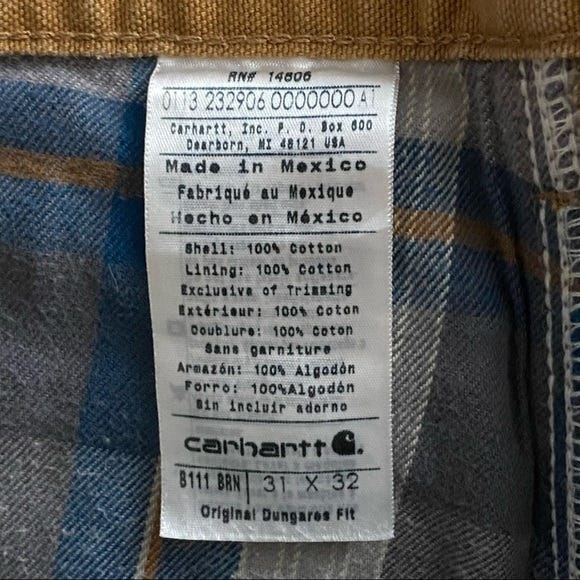 RN# 14806
0113 232906 0000000 A1
Carhartt, Inc. P. O. Box 600
Dearborn, MI 48121 USA
Made in Mexico
Fabriqué au Mexique
Hecho en México
Shell: 100% Cotton
Lining: 100% Cotton
Exclusive of Trimming
Extérieur: 100% Coton
Doublure: 100% Coton
Sans garniture
Armazón: 100% Algodón
Forro: 100%Algodón
Sin incluir adorno
carhartt
B111 BRN 31 X 32
Original Dungaree Fit